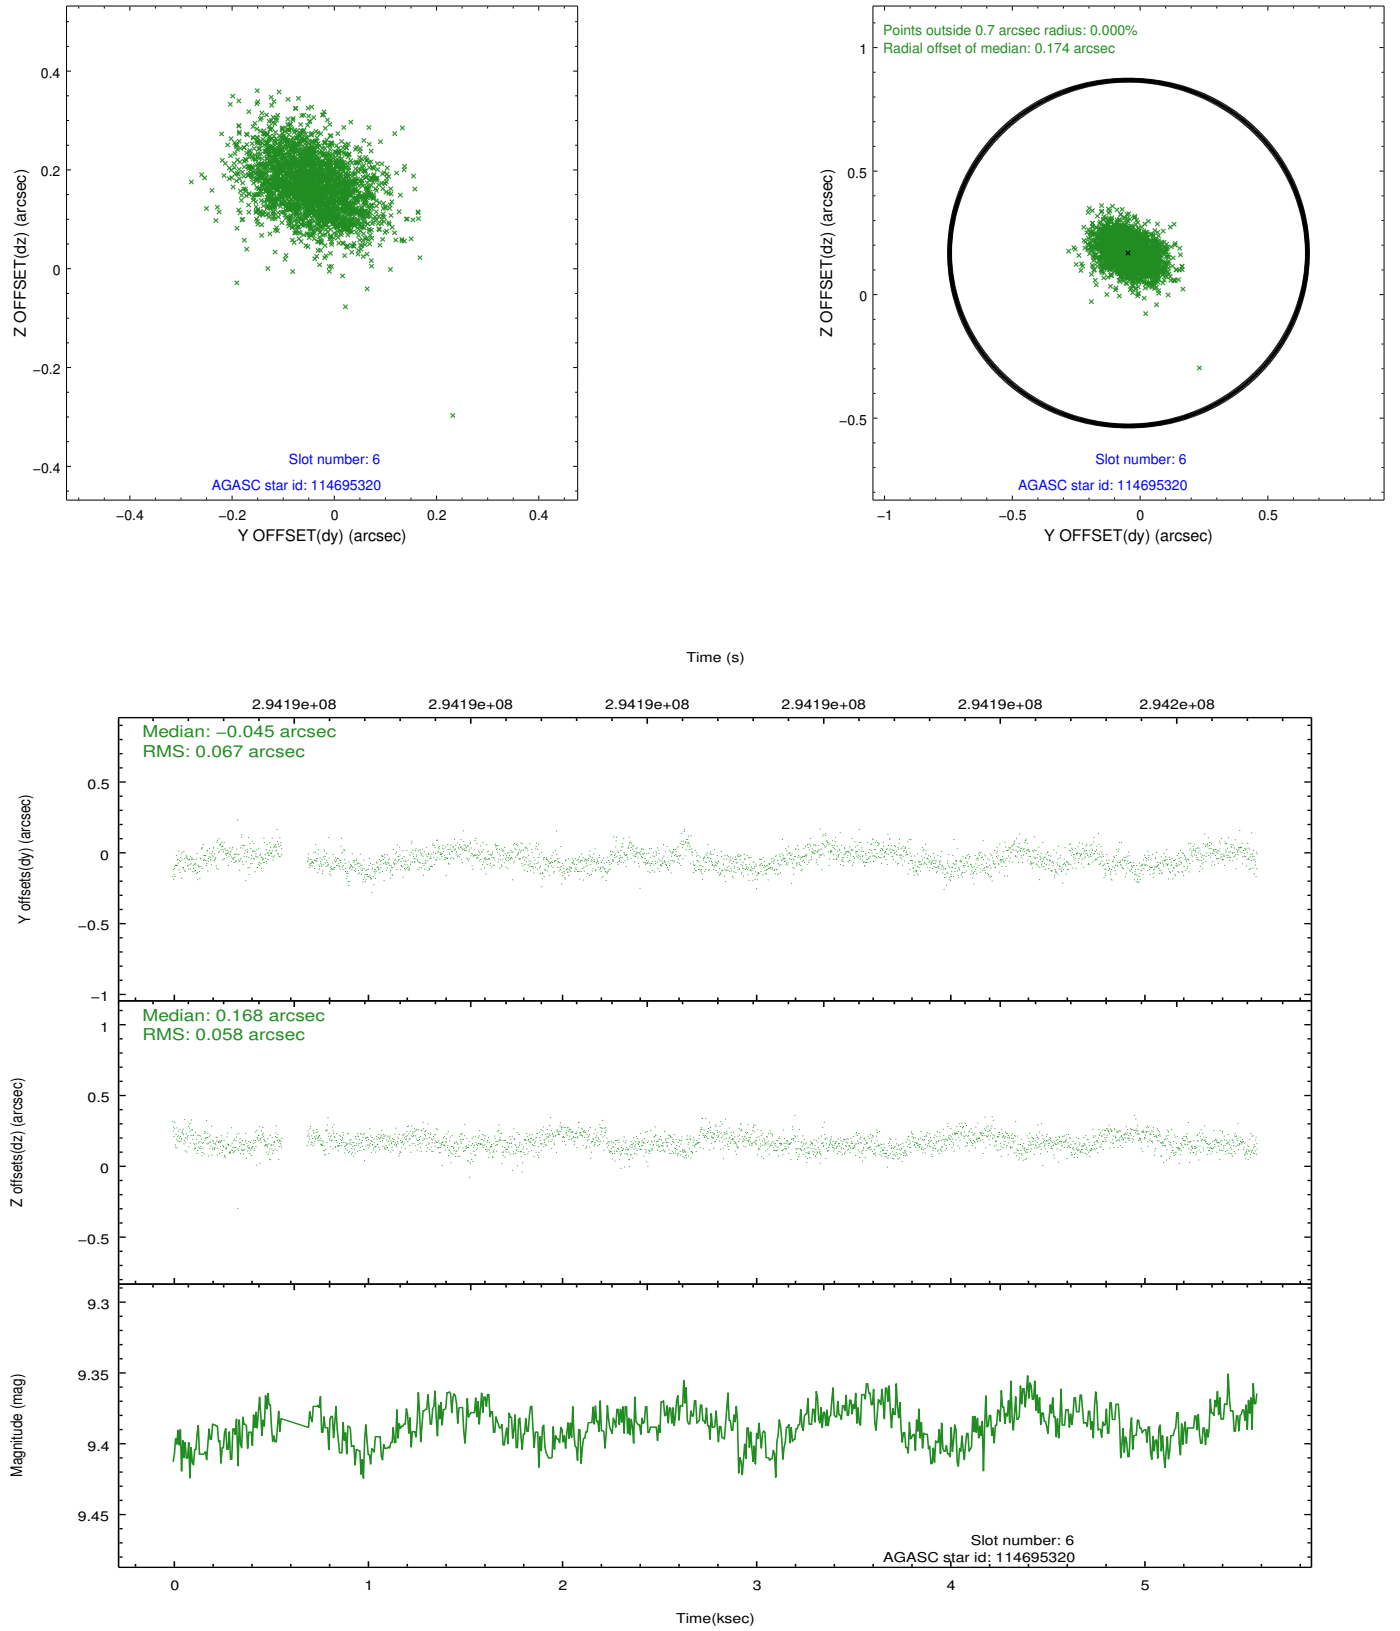 0.4
0.2
0
−0.2
−0.4
Z OFFSET(dz) (arcsec)
Slot number: 6
AGASC star id: 114695320
−0.4 −0.2 0 0.2 0.4
Y OFFSET(dy) (arcsec)
Points outside 0.7 arcsec radius: 0.000%
Radial offset of median: 0.174 arcsec
1
0.5
0
−0.5
Z OFFSET(dz) (arcsec)
Slot number: 6
AGASC star id: 114695320
−1 −0.5 0 0.5
Y OFFSET(dy) (arcsec)
Time (s)
2.9419e+08 2.9419e+08 2.9419e+08 2.9419e+08 2.9419e+08 2.942e+08
Median: −0.045 arcsec
RMS: 0.067 arcsec
0.5
0
−0.5
−1
Y offsets(dy) (arcsec)
Median: 0.168 arcsec
RMS: 0.058 arcsec
1
0.5
0
−0.5
Z offsets(dz) (arcsec)
9.3
9.35
9.4
9.45
Magnitude (mag)
Slot number: 6
AGASC star id: 114695320
0 1 2 3 4 5
Time(ksec)